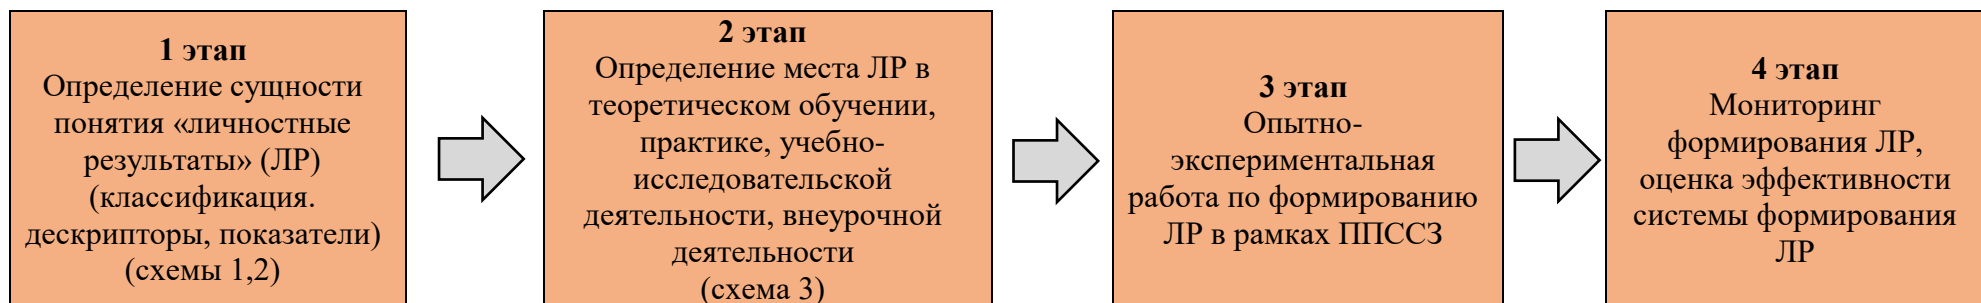 1 этап
Определение сущности
понятия «личностные
результаты» (ЛР)
(классификация.
дескрипторы, показатели)
(схемы 1,2)
2 этап
Определение места ЛР в
теоретическом обучении,
практике, учебно-
исследовательской
деятельности, внеурочной
деятельности
(схема 3)
3 этап
Опытно-
экспериментальная
работа по формированию
ЛР в рамках ППССЗ
4 этап
Мониторинг
формирования ЛР,
оценка эффективности
системы формирования
ЛР